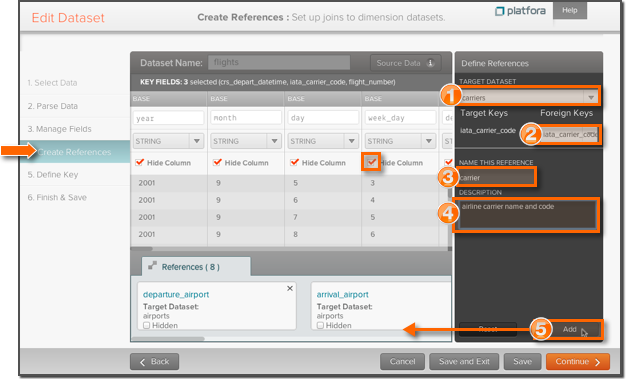 Edit Dataset
Create References : Set up joins to dimension datasets.
platfora
Help
1. Select Data
2. Parse Data
3. Manage Fields
Create References
5. Define Key
6. Finish & Save
Dataset Name: flights
Source Data i
KEY FIELDS: 3 selected (crs_depart_datetime, iata_carrier_code, flight_number)
BASE BASE BASE BASE BASE
year month day week_day
STRING STRING STRING STRING
Hide Column Hide Column Hide Column Hide Column
2001 9 5 3
2001 9 6 4
2001 9 7 5
2001 9 8 6
References ( 8 )
departure_airport
Target Dataset:
airports
Hidden
arrival_airport
Target Dataset:
airports
Hidden
Define References
TARGET DATASET
1
carriers
Target Keys Foreign Keys
2
iata_carrier_code iata_carrier_code
NAME THIS REFERENCE
3
carrier
DESCRIPTION
4
airline carrier name and code
Reset
5
Add
Back
Cancel
Save and Exit
Save
Continue